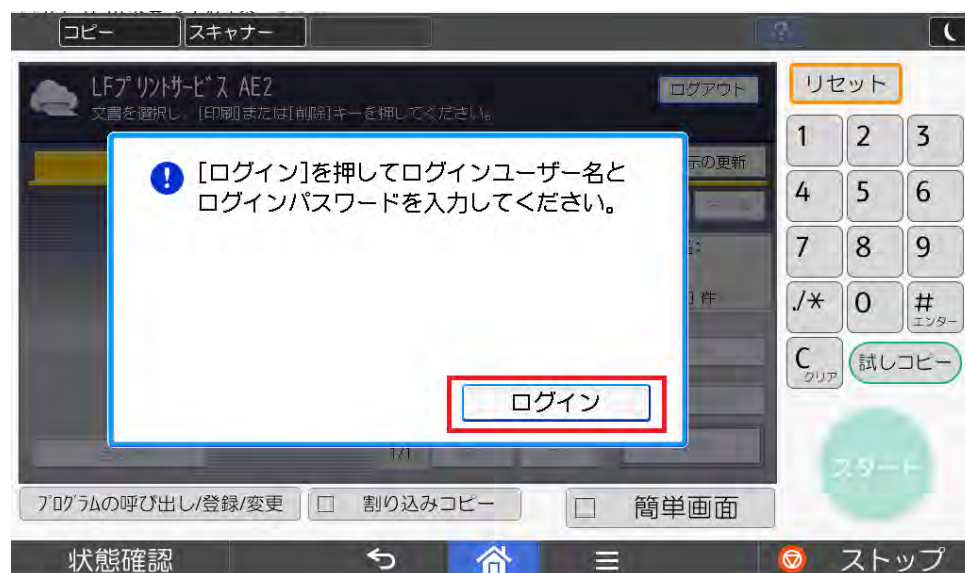 コピー
スキャナー
?
LFプリントサービス AE2
ログアウト
文書を選択し、[印刷]または[削除]キーを押してください。
示の更新
[ログイン]を押してログインユーザー名と
ログインパスワードを入力してください。
件
ログイン
1/1
リセット
1
2
3
4
5
6
7
8
9
./*
0
#
エンター
C
クリア
試しコピー
スタート
プログラムの呼び出し/登録/変更
割り込みコピー
簡単画面
状態確認
ストップ